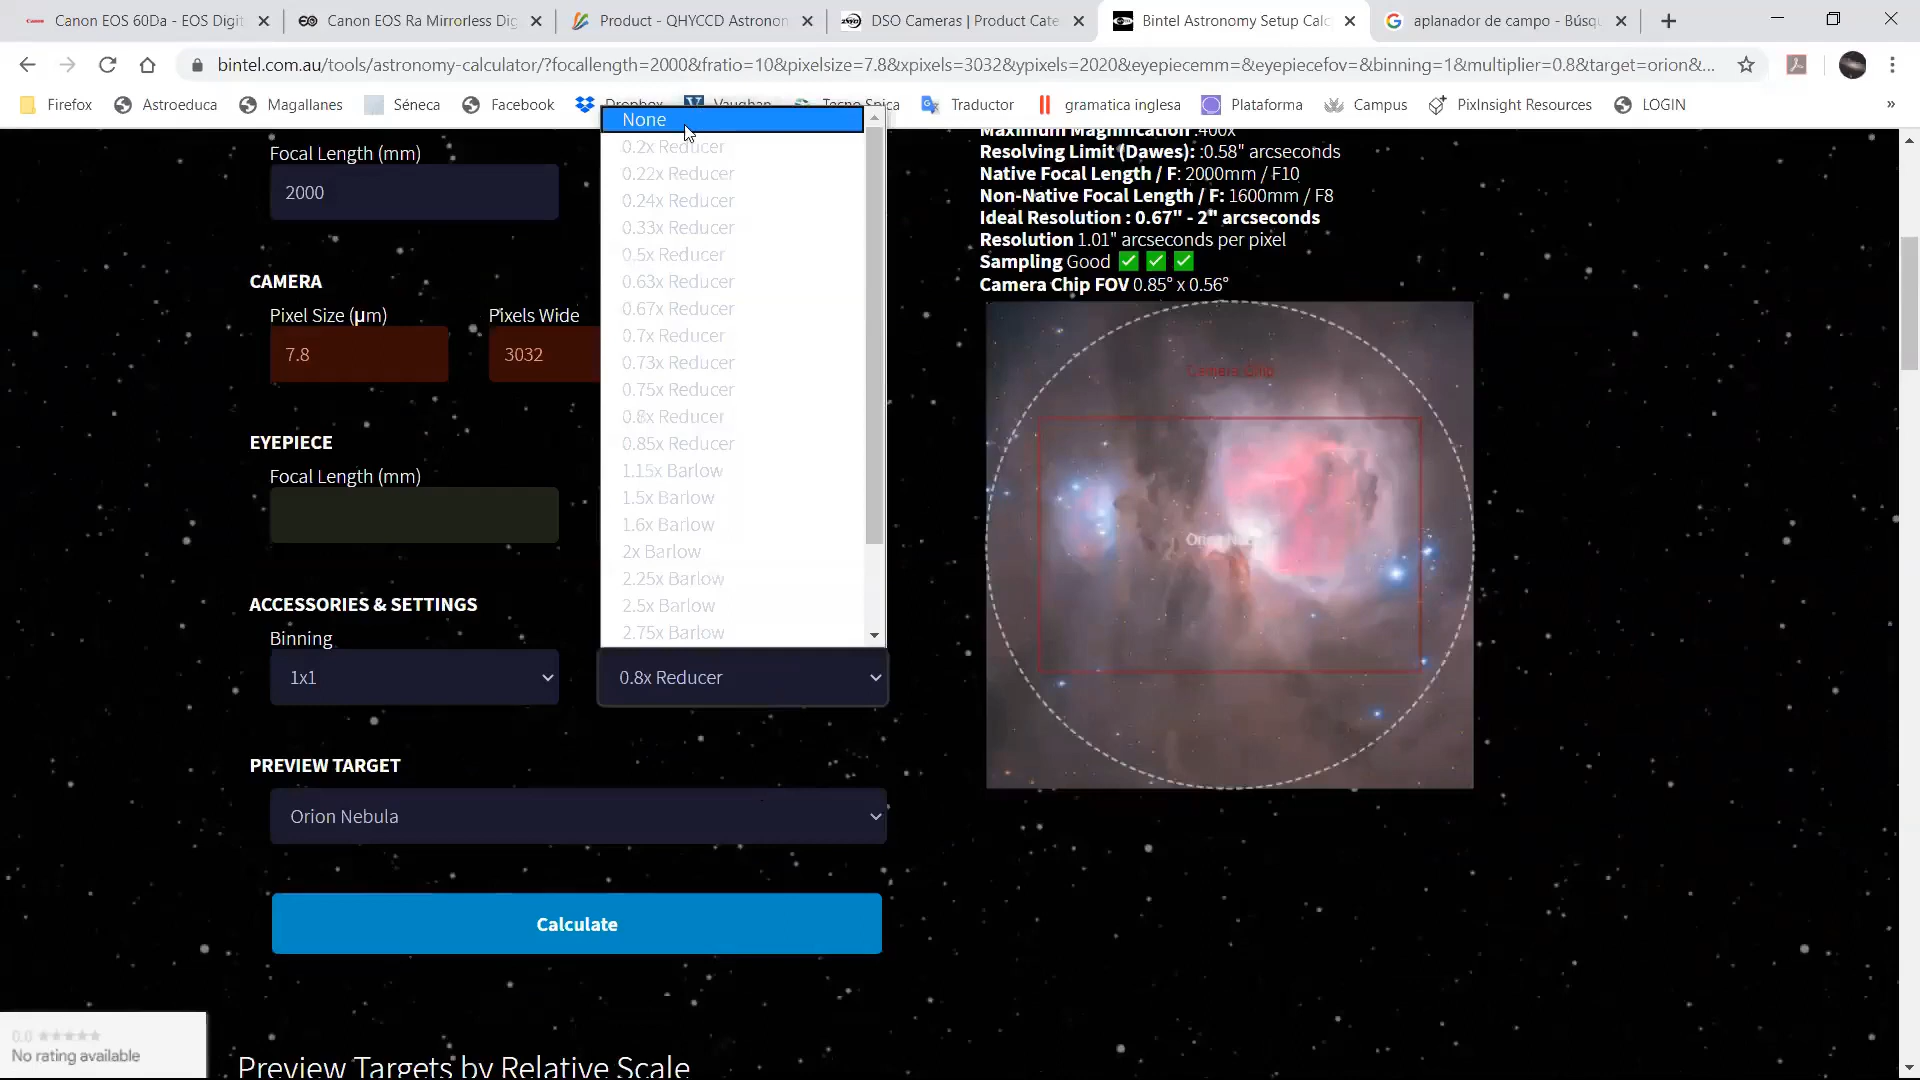 Canon EOS 60Da - EOS Digit
Canon EOS Ra Mirrorless Dig
Product - QHYCCD Astronon
DSO Cameras | Product Cate
Bintel Astronomy Setup Calc
aplanador de campo - Búsqu
bintel.com.au/tools/astronomy-calculator/?focallength=2000&fratio=10&pixelsize=7.8&xpixels=3032&ypixels=2020&eyepiecemm=&eyepiecefov=&binning=1&multiplier=0.8&target=orion&...
Firefox
Astroeduca
Magallanes
Séneca
Facebook
Dropbox
Vaughan
Tecno Spica
Traductor
gramatica inglesa
Plataforma
Campus
PixInsight Resources
LOGIN
»
Focal Length (mm)
2000
CAMERA
Pixel Size (μm)
7.8
Pixels Wide
3032
EYEPIECE
Focal Length (mm)
ACCESSORIES & SETTINGS
Binning
1x1
None
0.2x Reducer
0.22x Reducer
0.24x Reducer
0.33x Reducer
0.5x Reducer
0.63x Reducer
0.67x Reducer
0.7x Reducer
0.73x Reducer
0.75x Reducer
0.8x Reducer
0.85x Reducer
1.15x Barlow
1.5x Barlow
1.6x Barlow
2x Barlow
2.25x Barlow
2.5x Barlow
2.75x Barlow
0.8x Reducer
PREVIEW TARGET
Orion Nebula
Calculate
0.0 ★★★★★
No rating available
Preview Targets by Relative Scale
Maximum Magnification :400x
Resolving Limit (Dawes): :0.58" arcseconds
Native Focal Length / F: 2000mm / F10
Non-Native Focal Length / F: 1600mm / F8
Ideal Resolution : 0.67" - 2" arcseconds
Resolution 1.01" arcseconds per pixel
Sampling Good ✅ ✅ ✅
Camera Chip FOV 0.85° x 0.56°
Camera Chip